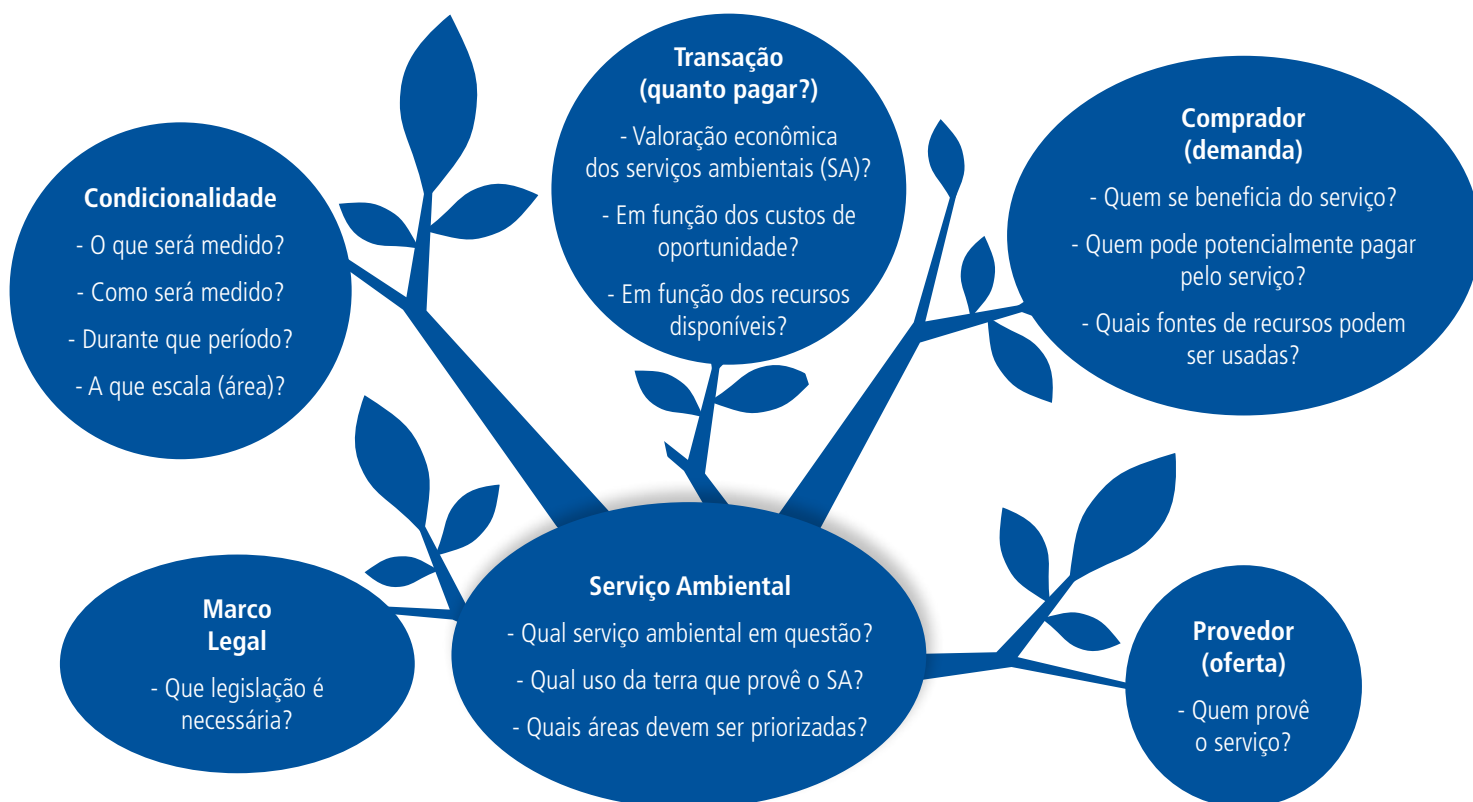 Condicionalidade
- O que será medido?
- Como será medido?
- Durante que período?
- A que escala (área)?
Transação
(quanto pagar?)
- Valoração econômica
dos serviços ambientais (SA)?
- Em função dos custos de
oportunidade?
- Em função dos recursos
disponíveis?
Comprador
(demanda)
- Quem se beneficia do serviço?
- Quem pode potencialmente pagar
pelo serviço?
- Quais fontes de recursos podem
ser usadas?
Marco
Legal
- Que legislação é
necessária?
Serviço Ambiental
- Qual serviço ambiental em questão?
- Qual uso da terra que provê o SA?
- Quais áreas devem ser priorizadas?
Provedor
(oferta)
- Quem provê
o serviço?